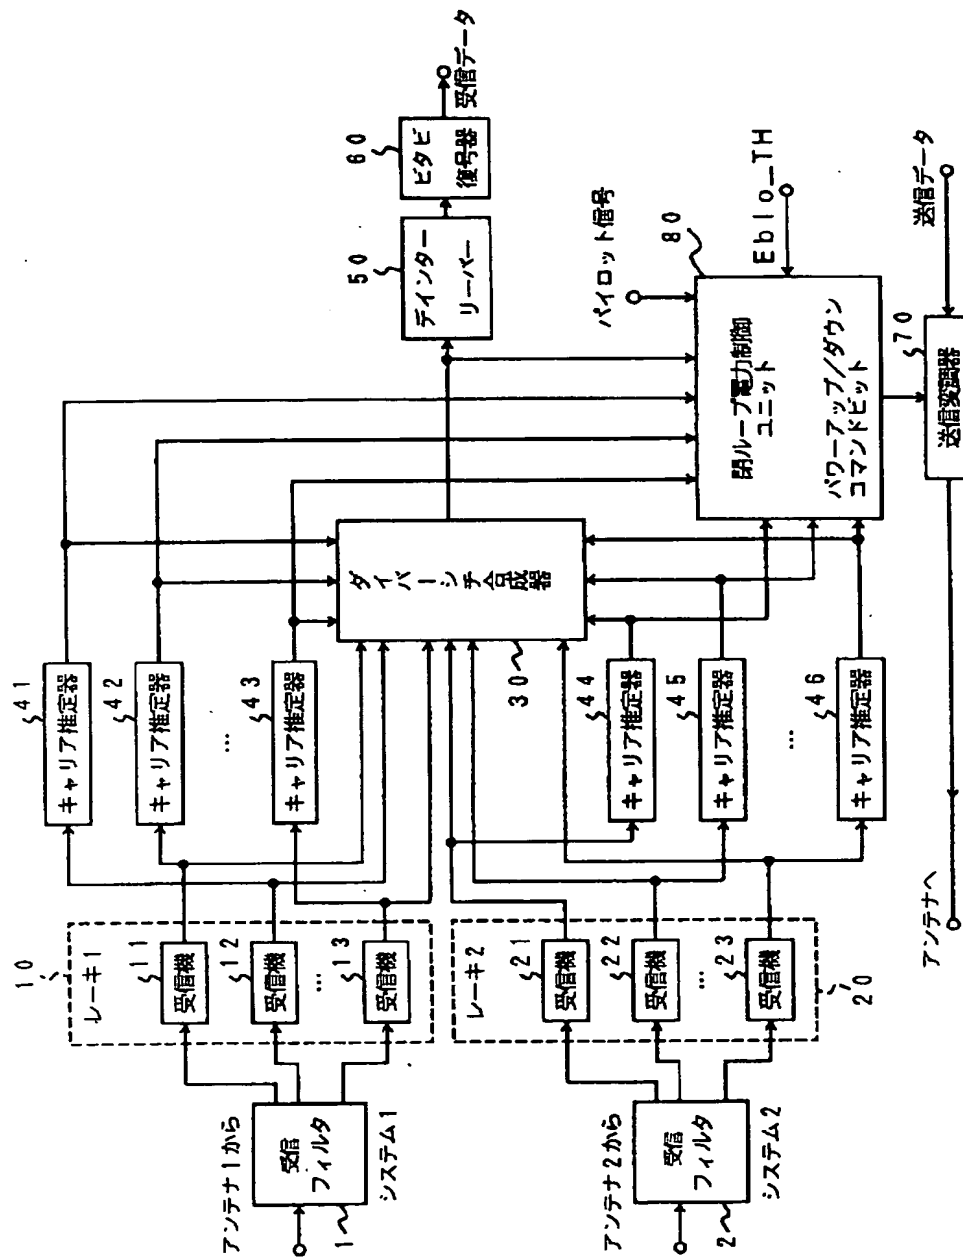 アンテナ1から
受信
フィルタ
1
システム1
10
レーキ1
受信機
11
受信機
12
...
受信機
13
キャリア推定器
41
キャリア推定器
42
...
キャリア推定器
43
アンテナ2から
受信
フィルタ
2
システム2
レーキ2
受信機
21
受信機
22
...
受信機
23
20
キャリア推定器
44
キャリア推定器
45
...
キャリア推定器
46
ダイバーシチ合成器
30
デインター
リーバー
50
ビタビ
復号器
60
受信データ
パイロット信号
80
閉ループ電力制御
ユニット
パワーアップ/ダウン
コマンドビット
Eblo_TH
送信変調器
70
送信データ
アンテナへ